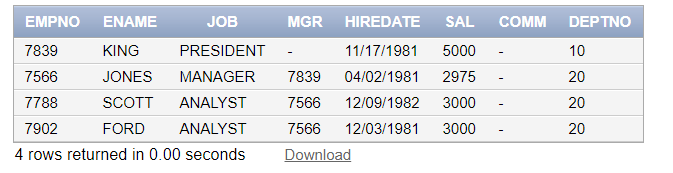 EMPNO ENAME JOB MGR HIREDATE SAL COMM DEPTNO
7839 KING PRESIDENT - 11/17/1981 5000 - 10
7566 JONES MANAGER 7839 04/02/1981 2975 - 20
7788 SCOTT ANALYST 7566 12/09/1982 3000 - 20
7902 FORD ANALYST 7566 12/03/1981 3000 - 20
4 rows returned in 0.00 seconds Download